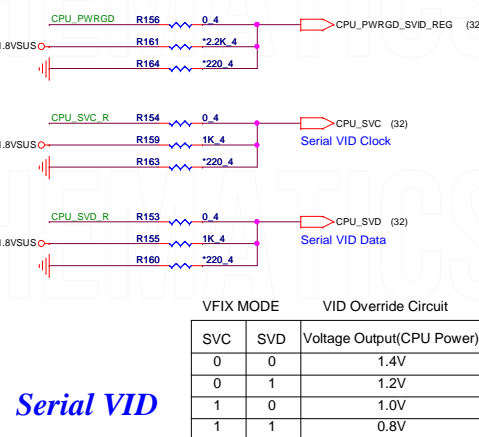 CPU_PWRGD R156 0_4 CPU_PWRGD_SVID_REG (32
.8VSUS R161 *2.2K_4
R164 *220_4
CPU_SVC_R R154 0_4 CPU_SVC (32)
.8VSUS R159 1K_4 Serial VID Clock
R163 *220_4
CPU_SVD_R R153 0_4 CPU_SVD (32)
.8VSUS R155 1K_4 Serial VID Data
R160 *220_4
VFIX MODE VID Override Circuit
SVC SVD Voltage Output(CPU Power)
0 0 1.4V
0 1 1.2V
1 0 1.0V
1 1 0.8V
Serial VID